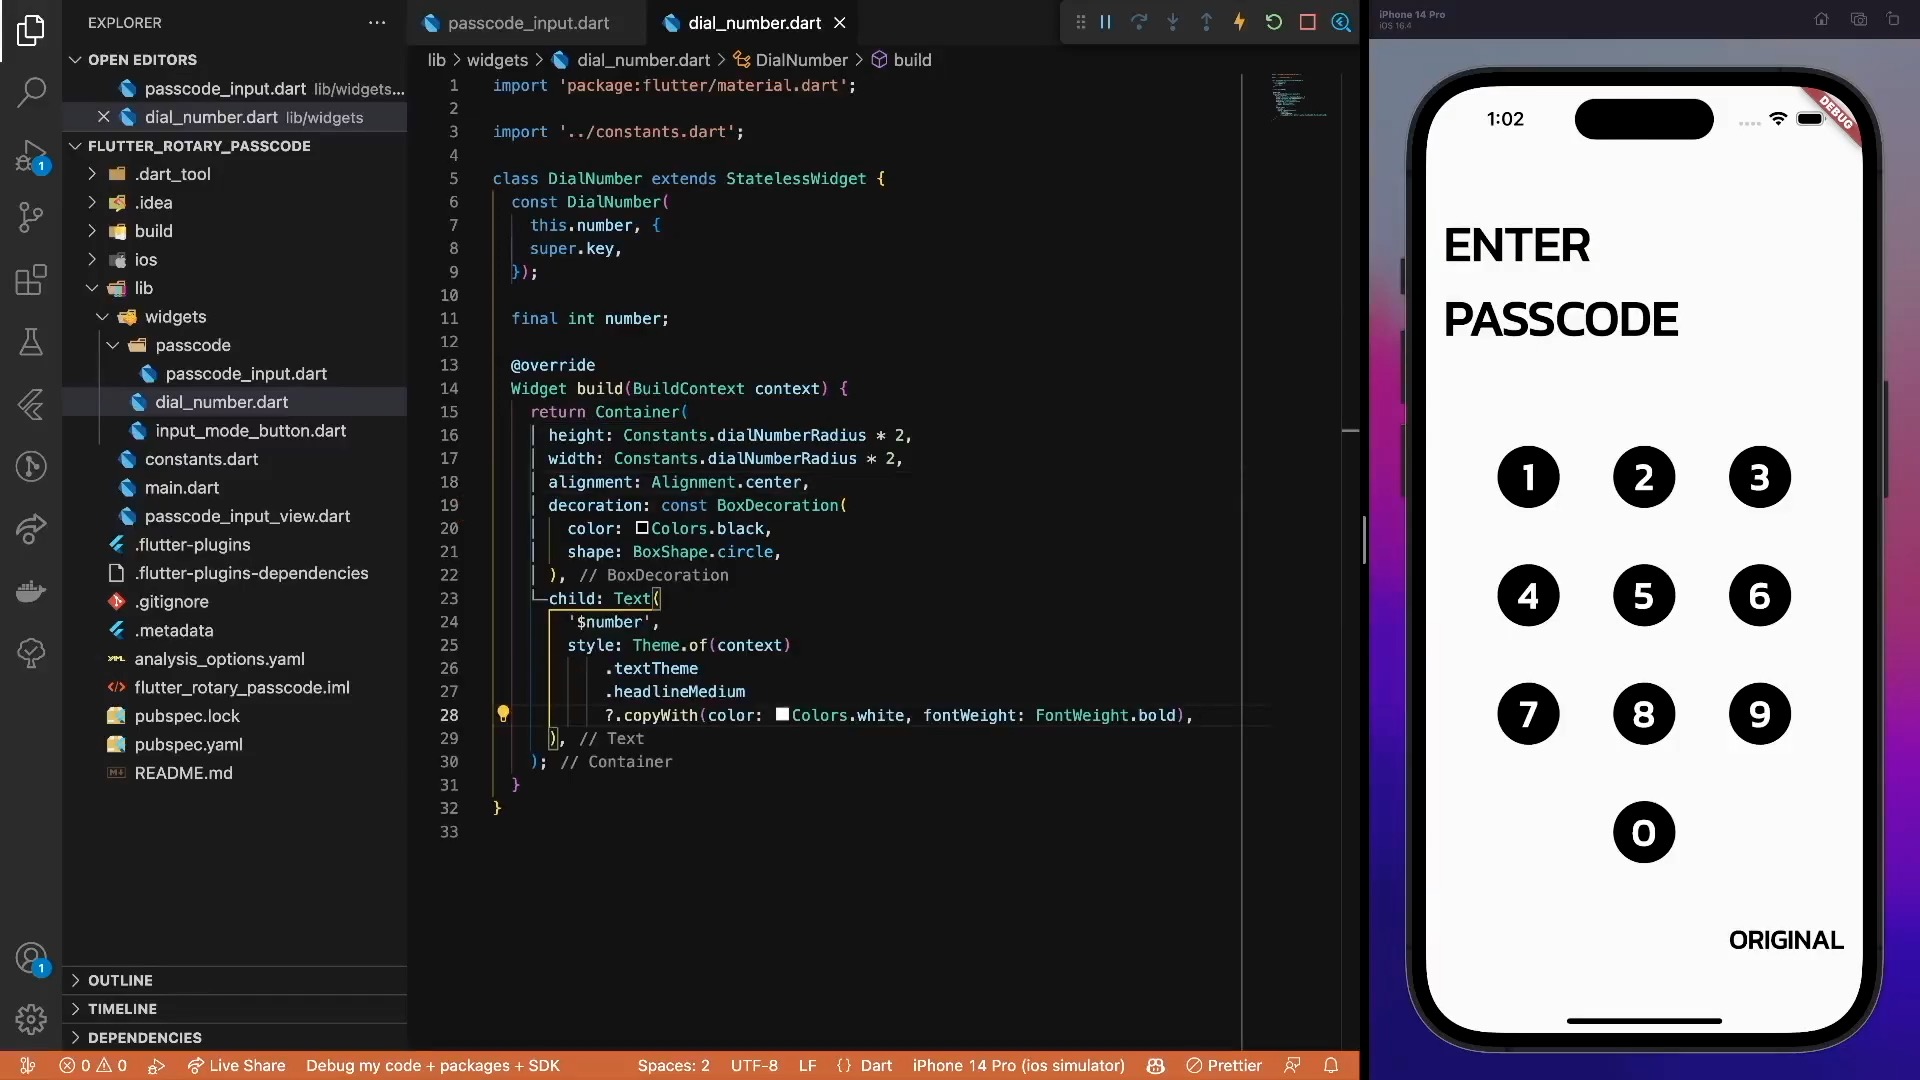 EXPLORER
OPEN EDITORS
passcode_input.dart lib/widgets...
dial_number.dart lib/widgets
FLUTTER_ROTARY_PASSCODE
.dart_tool
.idea
build
ios
lib
widgets
passcode
passcode_input.dart
dial_number.dart
input_mode_button.dart
constants.dart
main.dart
passcode_input_view.dart
.flutter-plugins
.flutter-plugins-dependencies
.gitignore
.metadata
analysis_options.yaml
flutter_rotary_passcode.iml
pubspec.lock
pubspec.yaml
README.md
OUTLINE
TIMELINE
DEPENDENCIES
1
1
passcode_input.dart
dial_number.dart
lib > widgets > dial_number.dart > DialNumber > build
1 import 'package:flutter/material.dart';
2
3 import '../constants.dart';
4
5 class DialNumber extends StatelessWidget {
6 const DialNumber(
7 this.number, {
8 super.key,
9 });
10
11 final int number;
12
13 @override
14 Widget build(BuildContext context) {
15 return Container(
16 height: Constants.dialNumberRadius * 2,
17 width: Constants.dialNumberRadius * 2,
18 alignment: Alignment.center,
19 decoration: const BoxDecoration(
20 color: Colors.black,
21 shape: BoxShape.circle,
22 ), // BoxDecoration
23 child: Text(
24 '$number',
25 style: Theme.of(context)
26 .textTheme
27 .headlineMedium
28 ?.copyWith(color: Colors.white, fontWeight: FontWeight.bold),
29 ), // Text
30 ); // Container
31 }
32 }
33
0 0 Live Share Debug my code + packages + SDK Spaces: 2 UTF-8 LF {} Dart iPhone 14 Pro (ios simulator) Prettier
iPhone 14 Pro
iOS 16.4
1:02
DEBUG
ENTER
PASSCODE
1 2 3
4 5 6
7 8 9
0
ORIGINAL